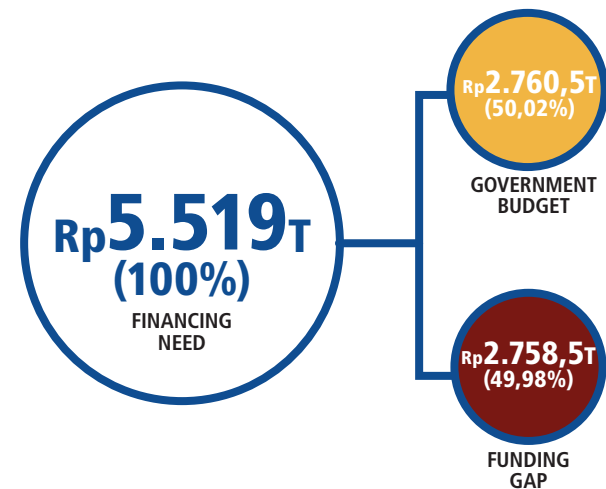 Rp5.519T
(100%)
FINANCING
NEED
Rp2.760,5T
(50,02%)
GOVERNMENT
BUDGET
Rp2.758,5T
(49,98%)
FUNDING
GAP